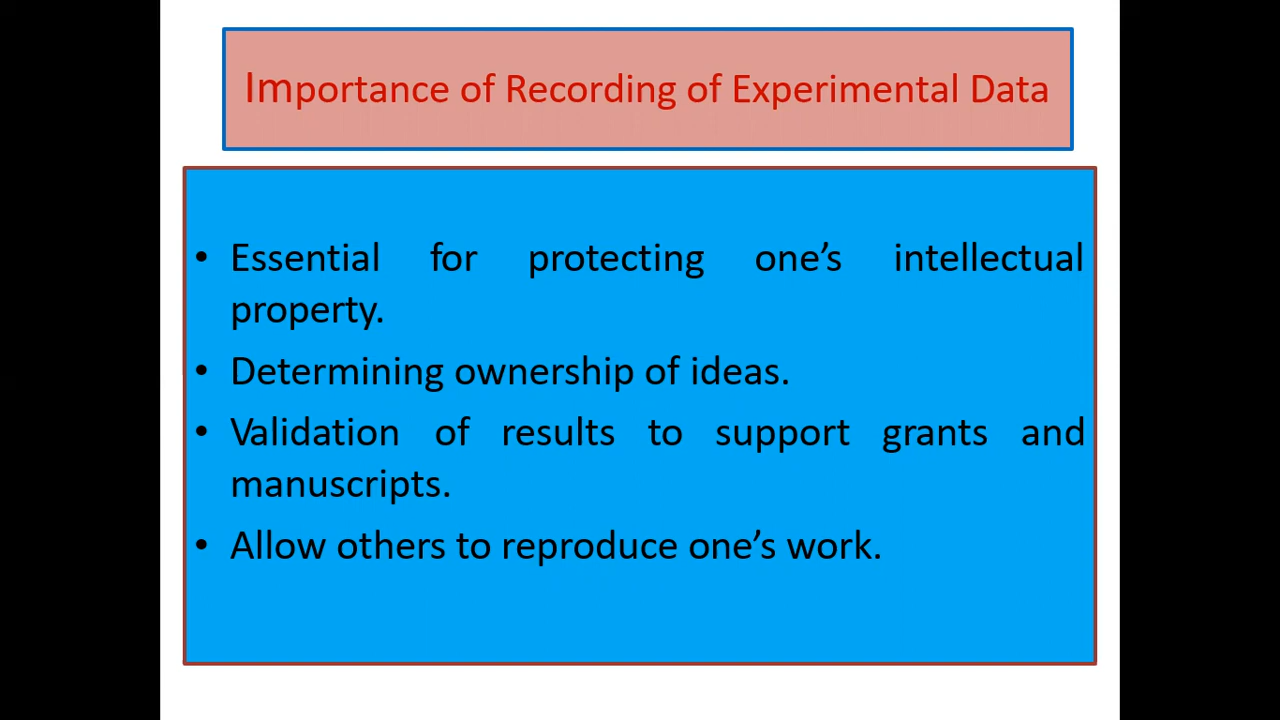 Importance of Recording of Experimental Data
• Essential for protecting one’s intellectual
property.
• Determining ownership of ideas.
• Validation of results to support grants and
manuscripts.
• Allow others to reproduce one’s work.